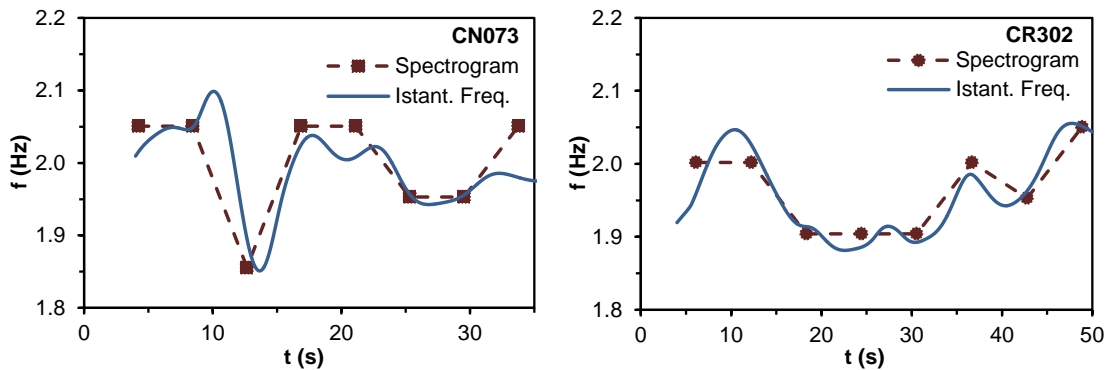 CN073
Spectrogram
Istant. Freq.
f (Hz)
2.2
2.1
2.0
1.9
1.8
0
10
20
30
t (s)
CR302
Spectrogram
Istant. Freq.
f (Hz)
2.2
2.1
2.0
1.9
1.8
0
10
20
30
40
50
t (s)